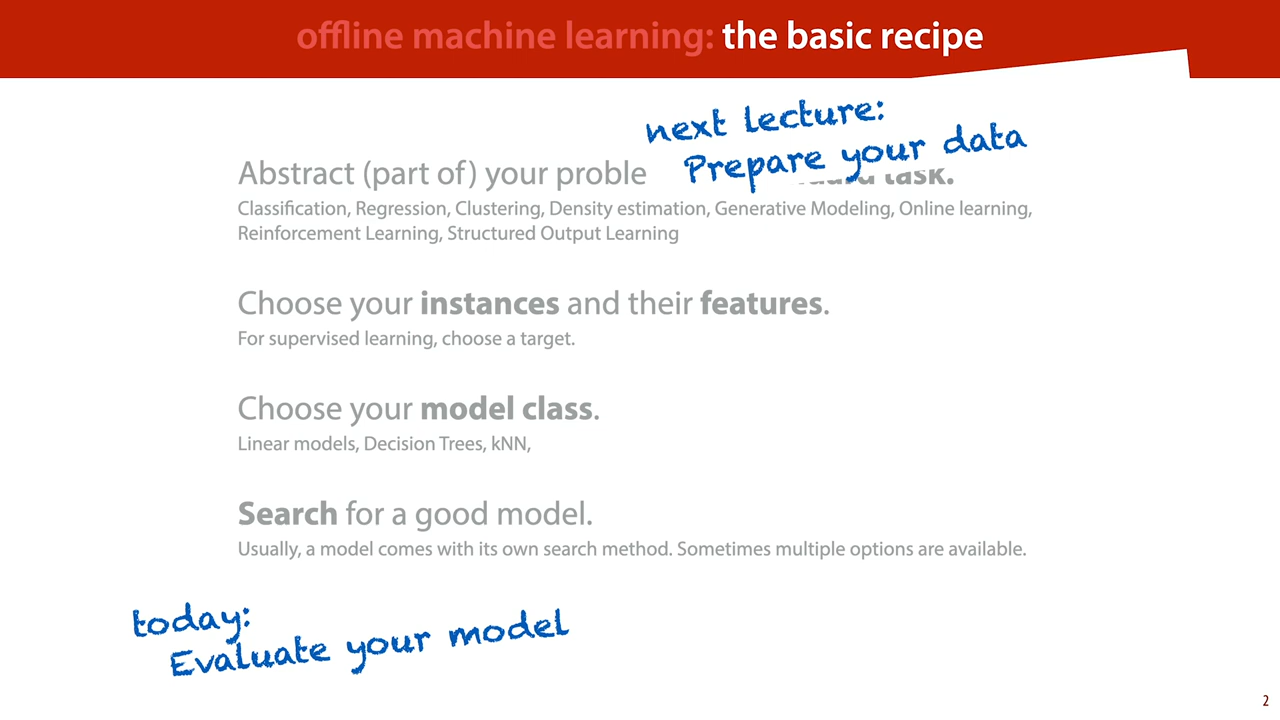 offline machine learning: the basic recipe
next lecture:
Prepare your data
Abstract (part of) your proble task.
Classification, Regression, Clustering, Density estimation, Generative Modeling, Online learning,
Reinforcement Learning, Structured Output Learning
Choose your instances and their features.
For supervised learning, choose a target.
Choose your model class.
Linear models, Decision Trees, kNN,
Search for a good model.
Usually, a model comes with its own search method. Sometimes multiple options are available.
today:
Evaluate your model
2